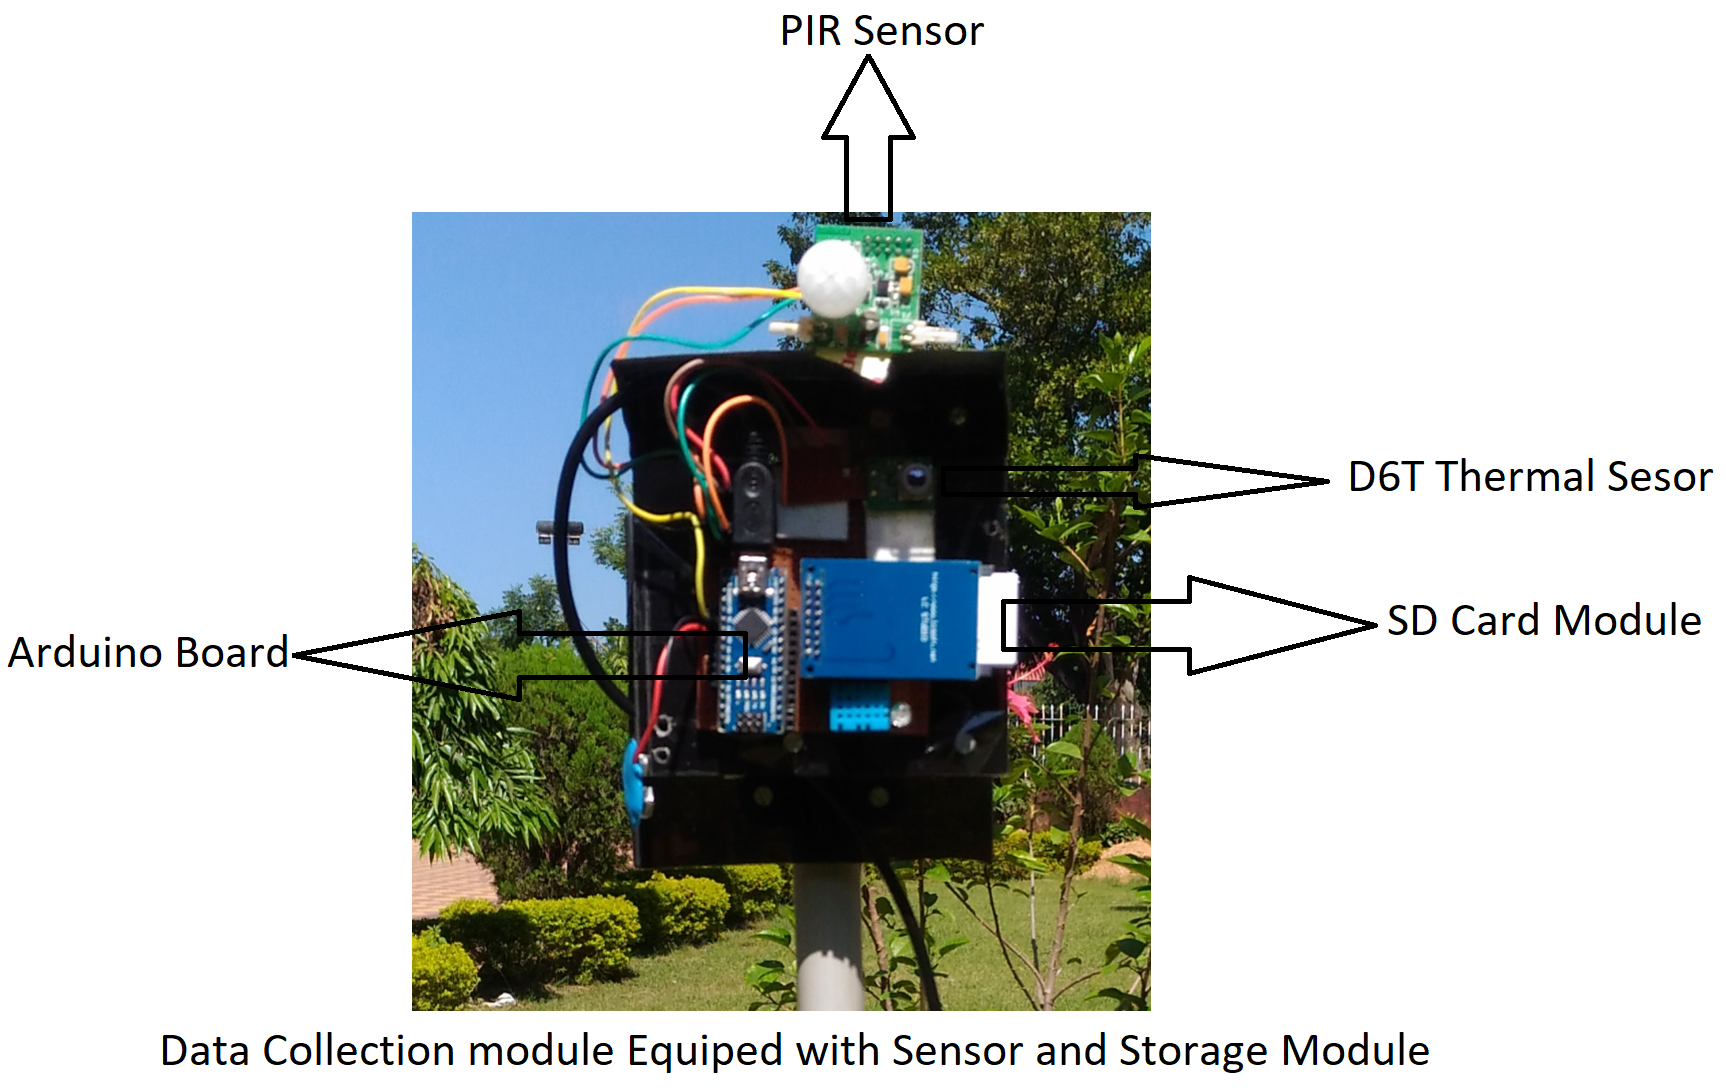 PIR Sensor
D6T Thermal Sesor
SD Card Module
Arduino Board
Data Collection module Equiped with Sensor and Storage Module